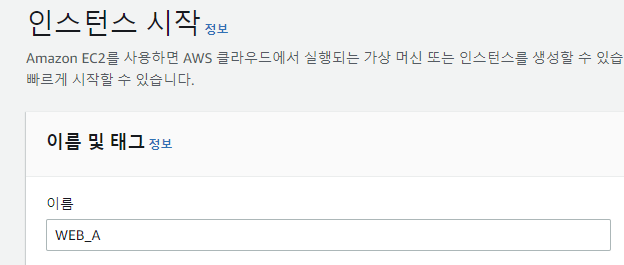 인스턴스 시작 정보
Amazon EC2를 사용하면 AWS 클라우드에서 실행되는 가상 머신 또는 인스턴스를 생성할 수 있습
빠르게 시작할 수 있습니다.
이름 및 태그 정보
이름
WEB_A